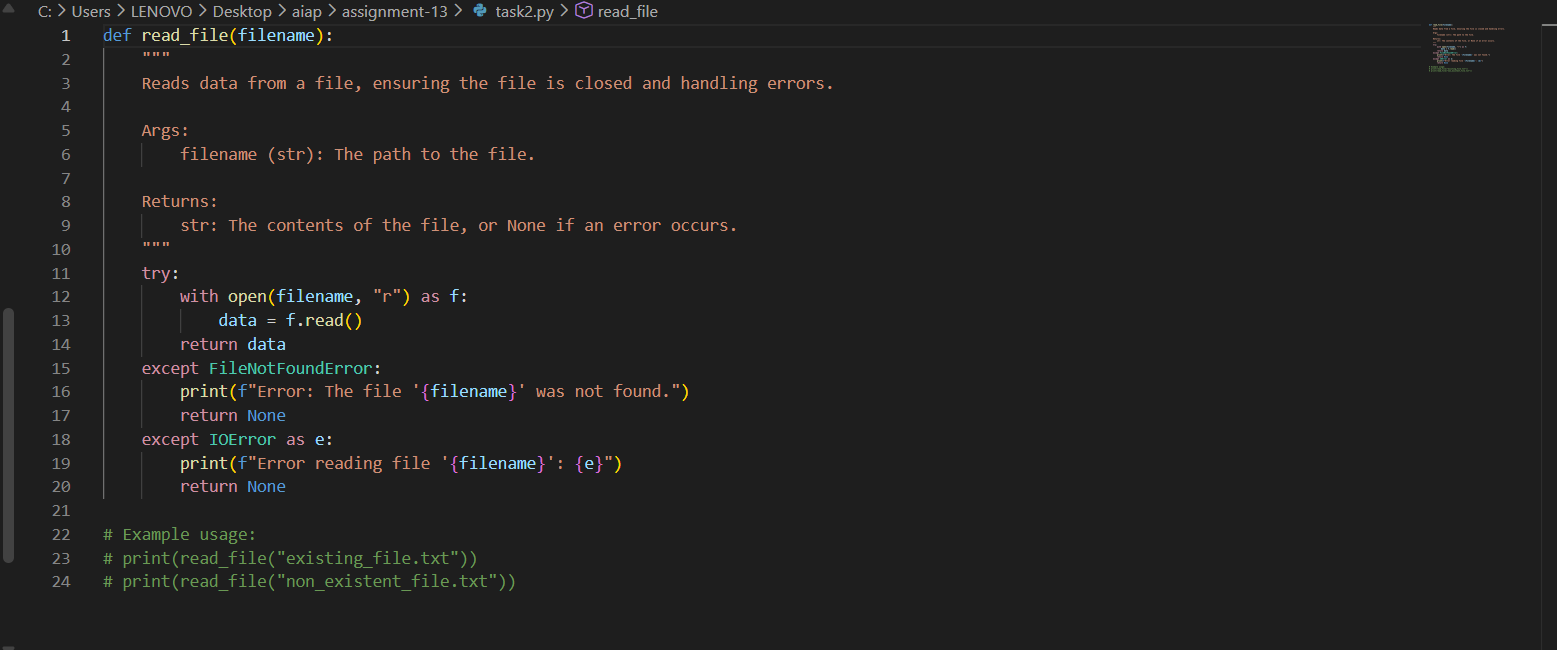 C: > Users > LENOVO > Desktop > aiap > assignment-13 > task2.py > read_file
1 def read_file(filename):
2     """
3     Reads data from a file, ensuring the file is closed and handling errors.
4
5     Args:
6         filename (str): The path to the file.
7
8     Returns:
9         str: The contents of the file, or None if an error occurs.
10     """
11     try:
12         with open(filename, "r") as f:
13             data = f.read()
14         return data
15     except FileNotFoundError:
16         print(f"Error: The file '{filename}' was not found.")
17         return None
18     except IOError as e:
19         print(f"Error reading file '{filename}': {e}")
20         return None
21
22 # Example usage:
23 # print(read_file("existing_file.txt"))
24 # print(read_file("non_existent_file.txt"))